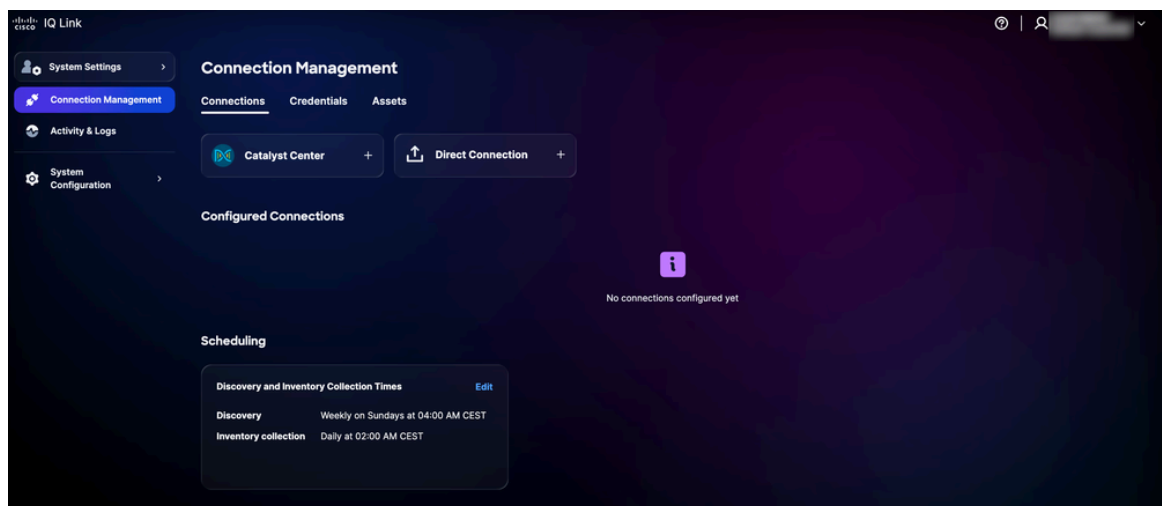 CISCO IQ Link
System Settings
Connection Management
Activity & Logs
System
Configuration
Connection Management
Connections Credentials Assets
Catalyst Center + Direct Connection +
Configured Connections
No connections configured yet
Scheduling
Discovery and Inventory Collection Times Edit
Discovery Weekly on Sundays at 04:00 AM CEST
Inventory collection Daily at 02:00 AM CEST